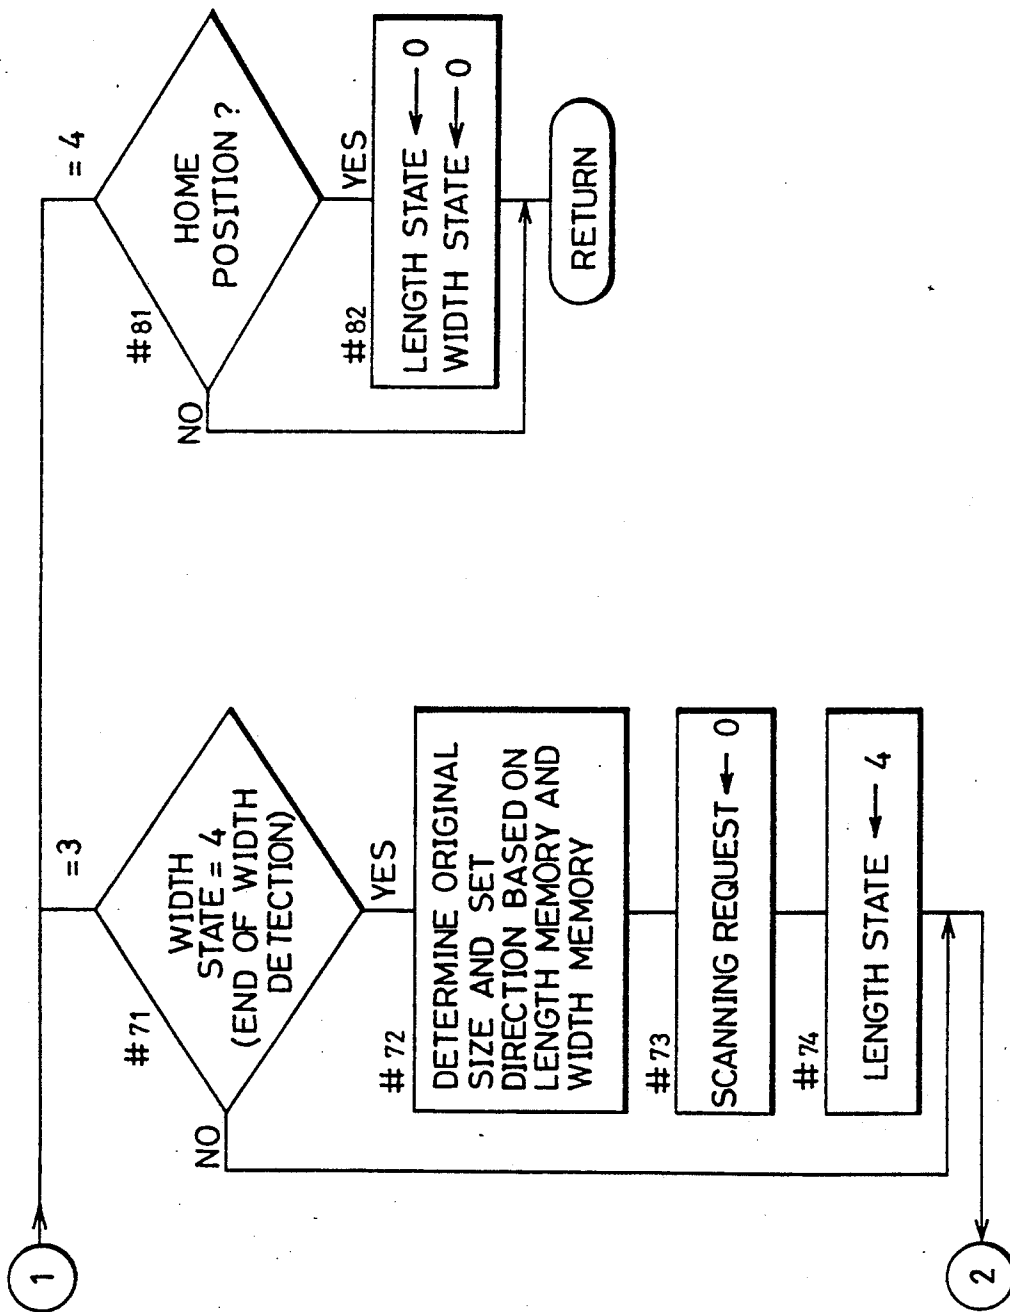 1
=3
#71
WIDTH
STATE = 4
(END OF WIDTH
DETECTION)
NO
YES
#72
DETERMINE ORIGINAL
SIZE AND SET
DIRECTION BASED ON
LENGTH MEMORY AND
WIDTH MEMORY
#73
SCANNING REQUEST ← 0
#74
LENGTH STATE ← 4
2
=4
#81
HOME
POSITION ?
NO
YES
#82
LENGTH STATE ← 0
WIDTH STATE ← 0
RETURN